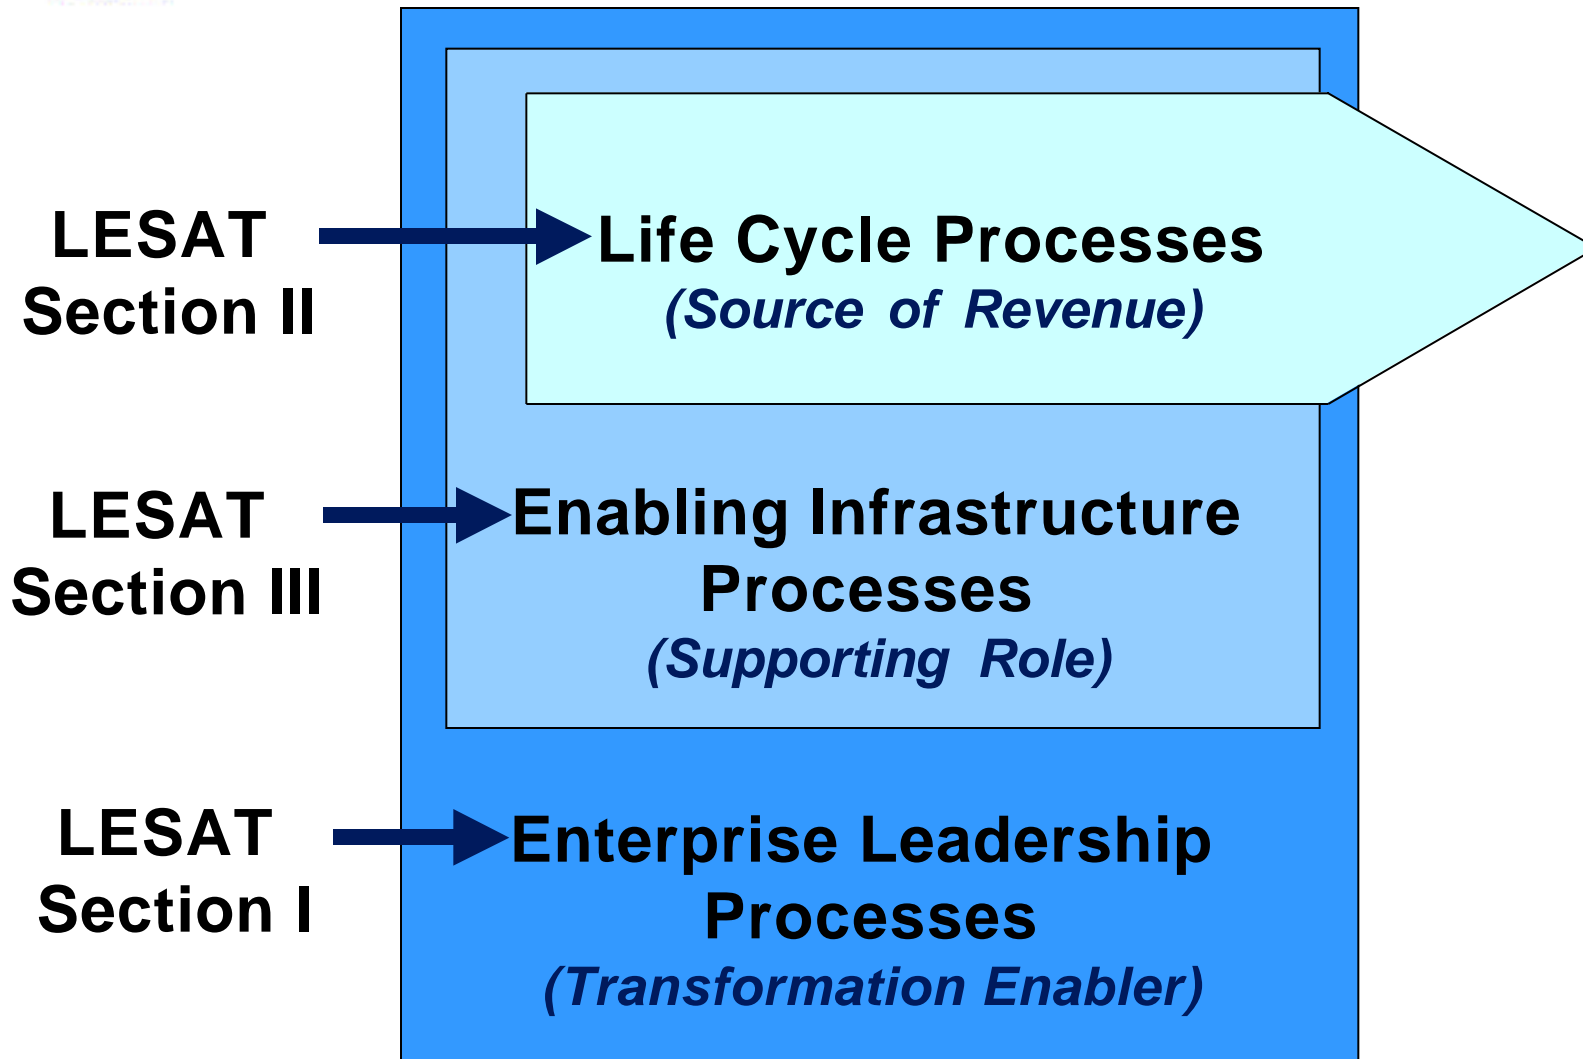 LESAT
Section II
Life Cycle Processes
(Source of Revenue)
LESAT
Section III
Enabling Infrastructure
Processes
(Supporting Role)
LESAT
Section I
Enterprise Leadership
Processes
(Transformation Enabler)